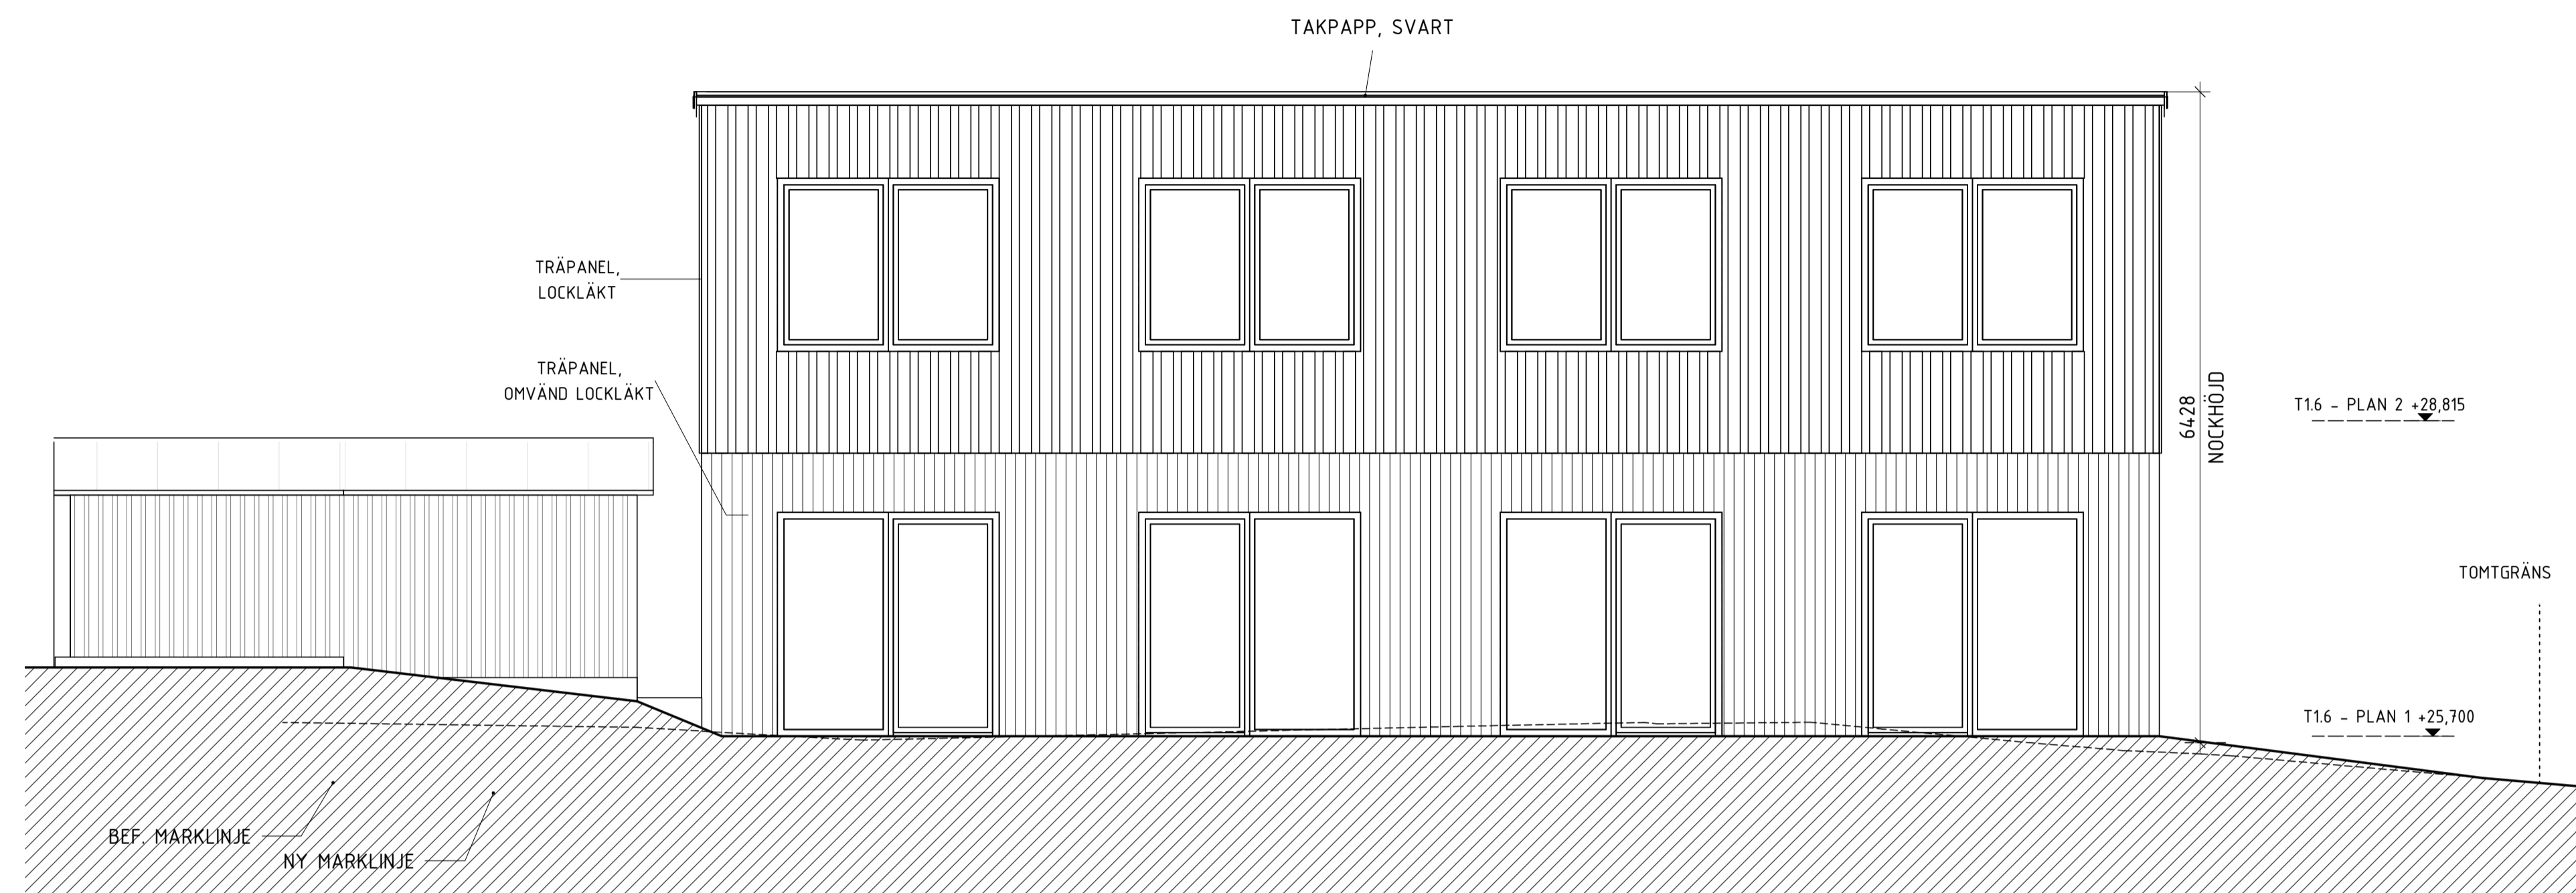 TAKPAPP, SVART
TRÄPANEL,
LOCKLÄKT
TRÄPANEL,
OMVÄND LOCKLÄKT
6428
NOCKHÖJD
T1.6 - PLAN 2 +28,815
TOMTGRÄNS
T1.6 - PLAN 1 +25,700
BEF. MARKLINJE
NY MARKLINJE